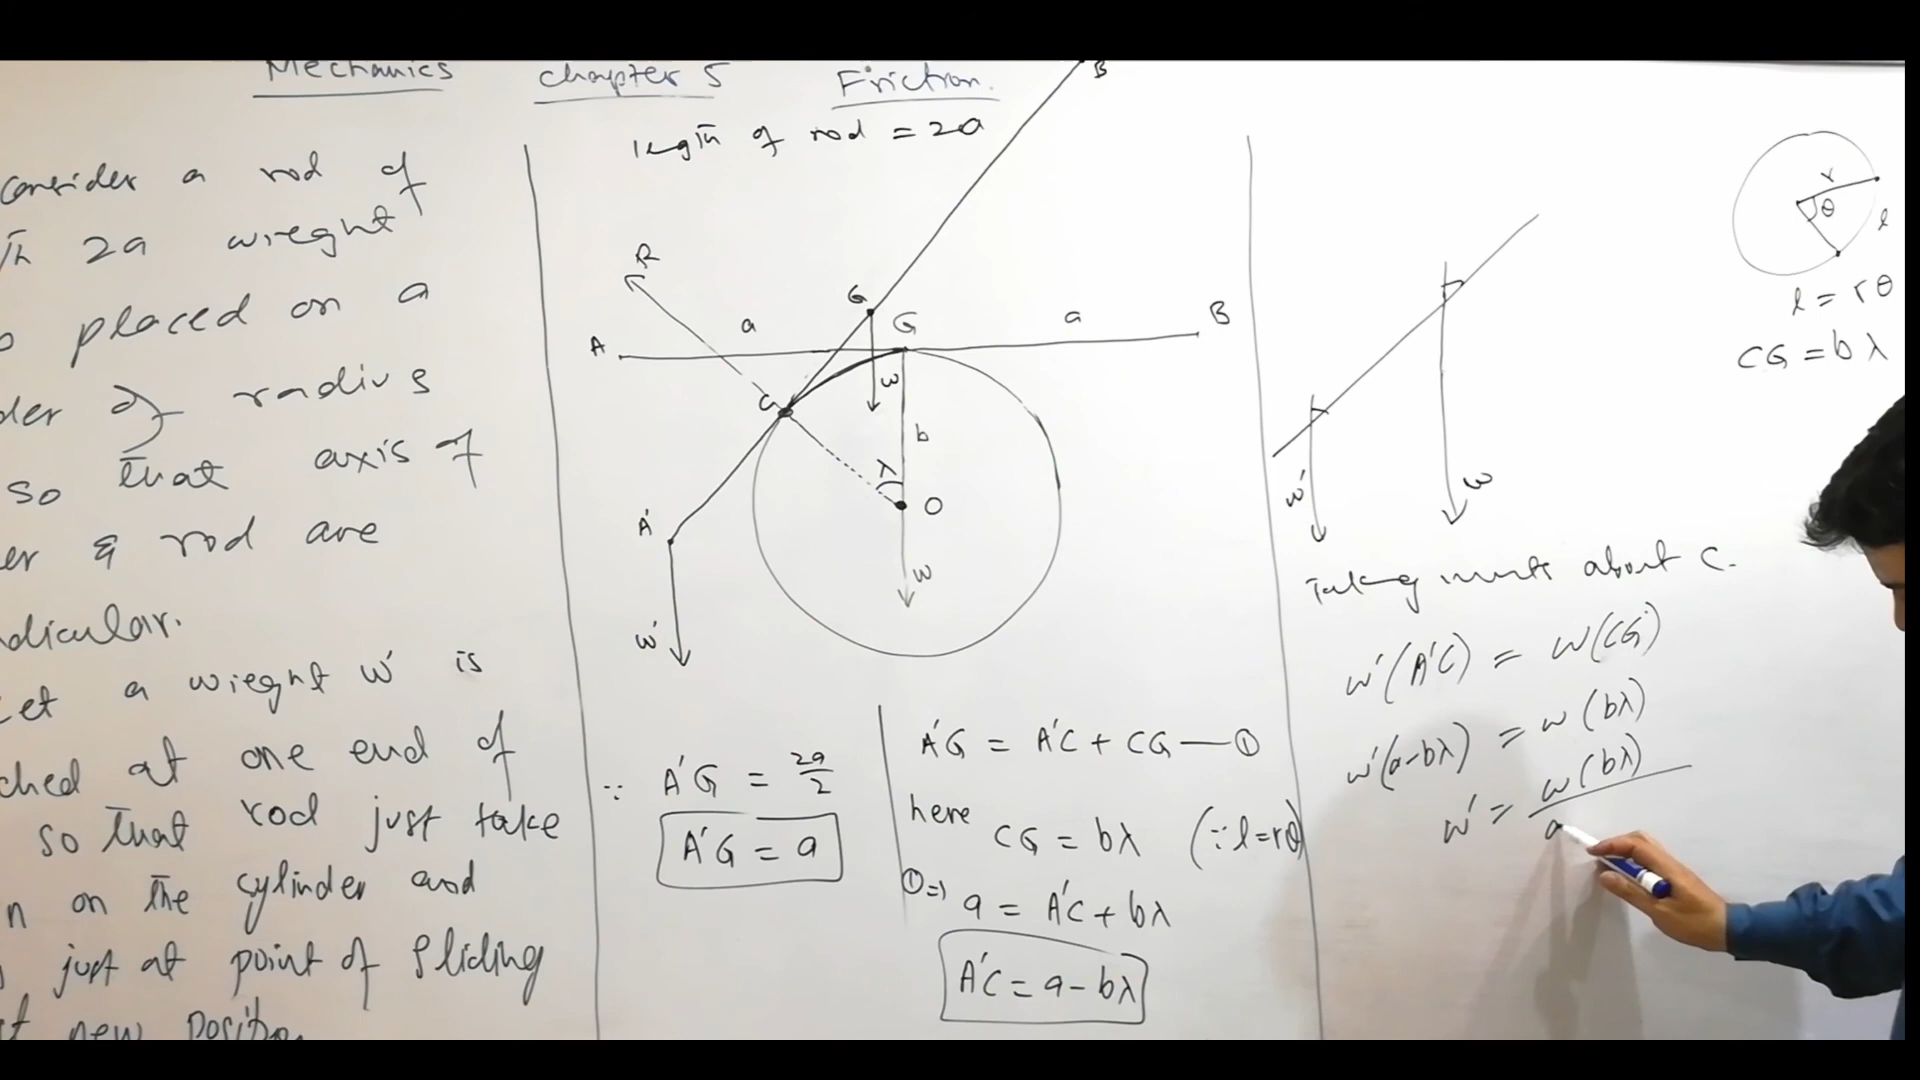 Mechanics chapter 5 Friction.
length of rod = 2a
consider a rod of
2a wieght
placed on a
of radius
so that axis of
er & rod are
dicular.
Let a wieght w' is
ched at one end of
so that rod just take
n on the cylinder and
just at point of sliding
new position
R
G
A
a
G
a
B
B
C
w
b
λ
O
A'
w
w'
∵ A'G = 2a/2
A'G = a
A'G = A'C + CG — ①
here
CG = bλ (∵ l = rθ)
① => a = A'C + bλ
A'C = a - bλ
r
θ
l
l = rθ
CG = bλ
w'
w
Taking about C.
w'(A'C) = w(CG)
w'(a-bλ) = w(bλ)
w' = w(bλ)
a